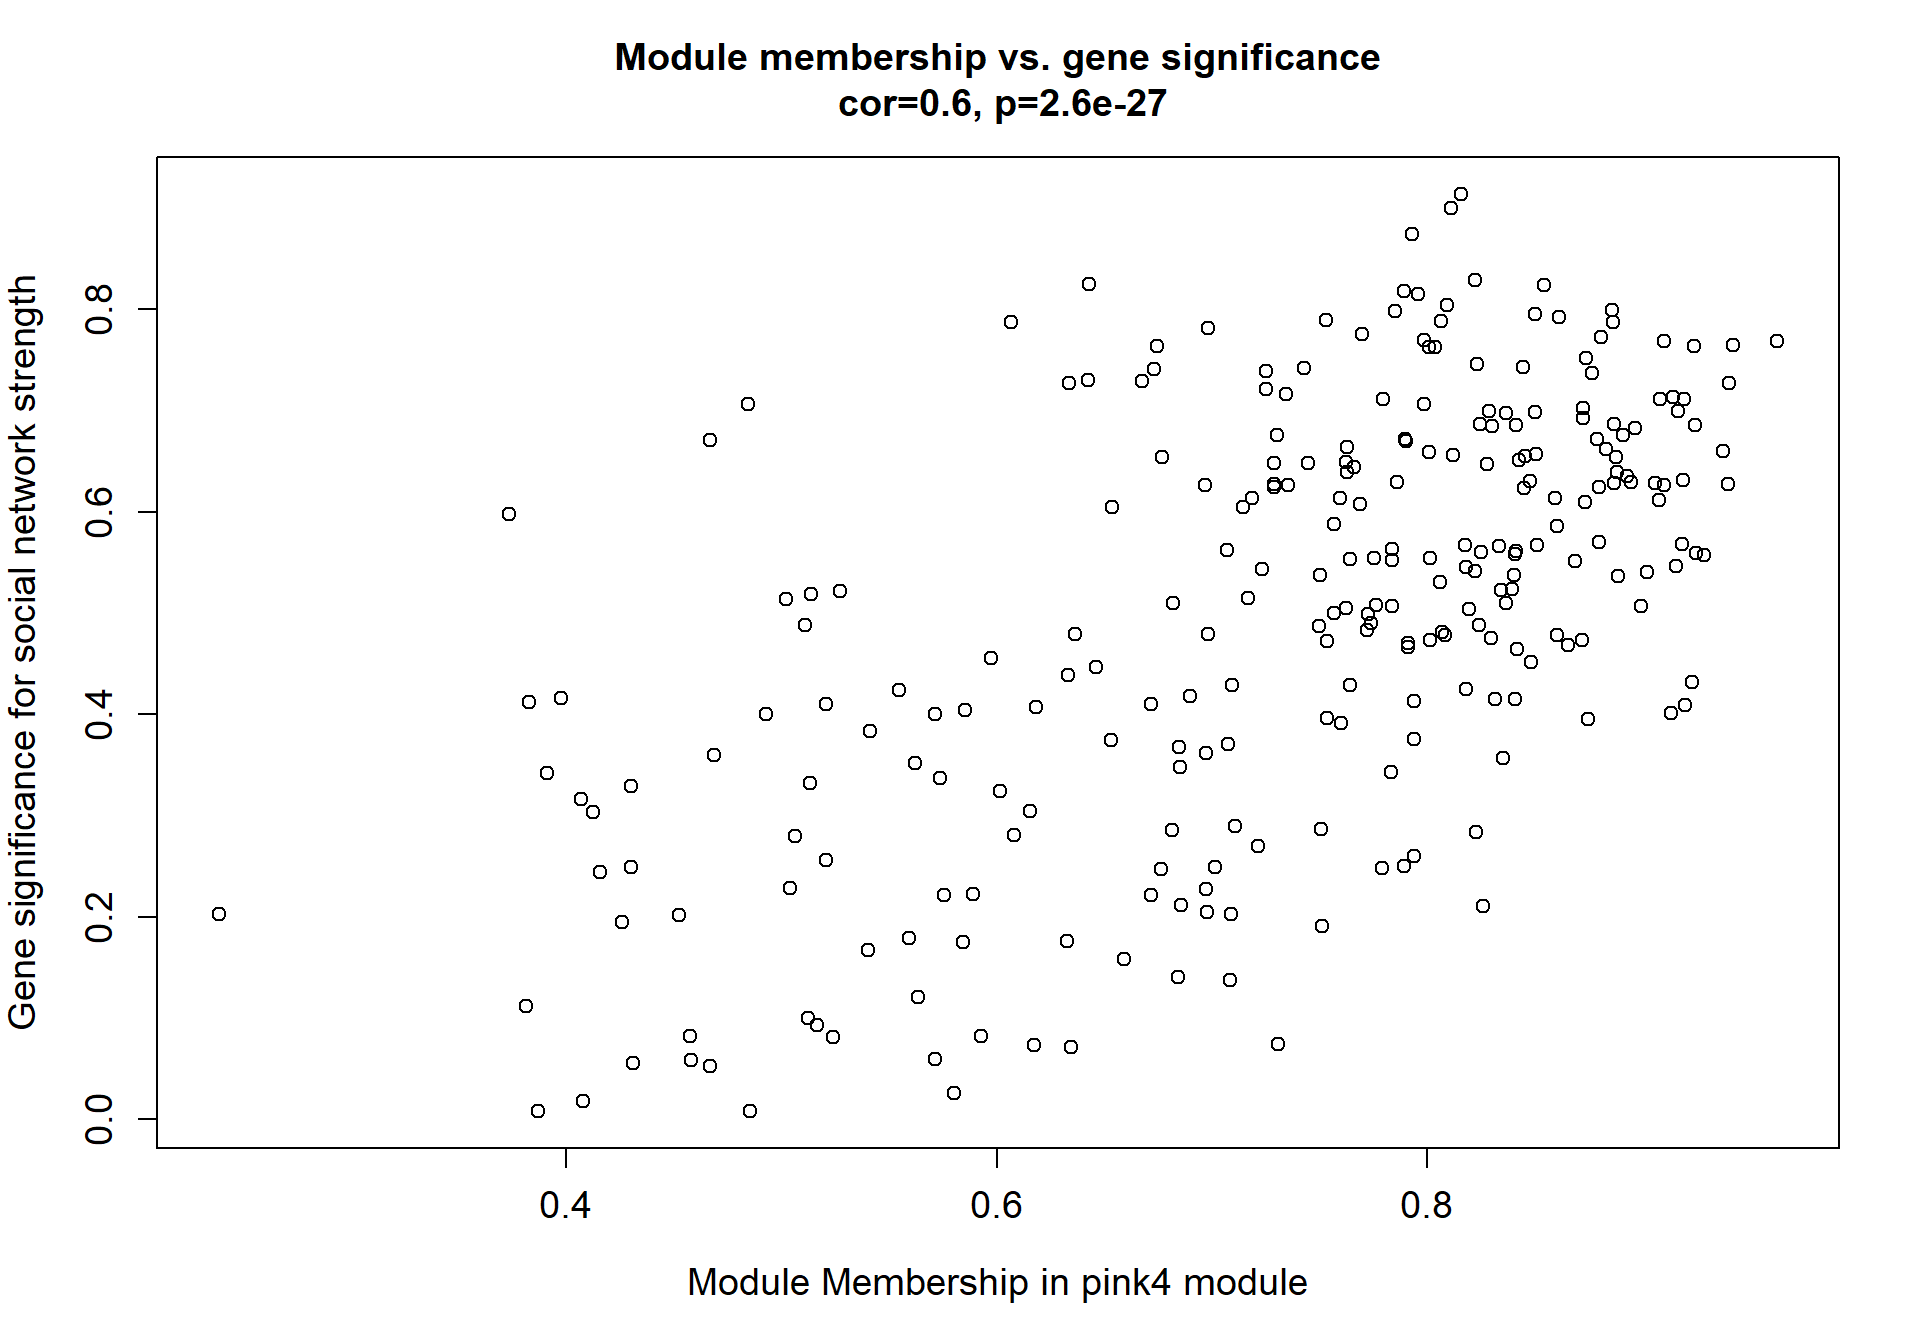 Module membership vs. gene significance
cor=0.6, p=2.6e-27
Gene significance for social network strength
0.8
0.6
0.4
0.2
0.0
0.4 0.6 0.8
Module Membership in pink4 module